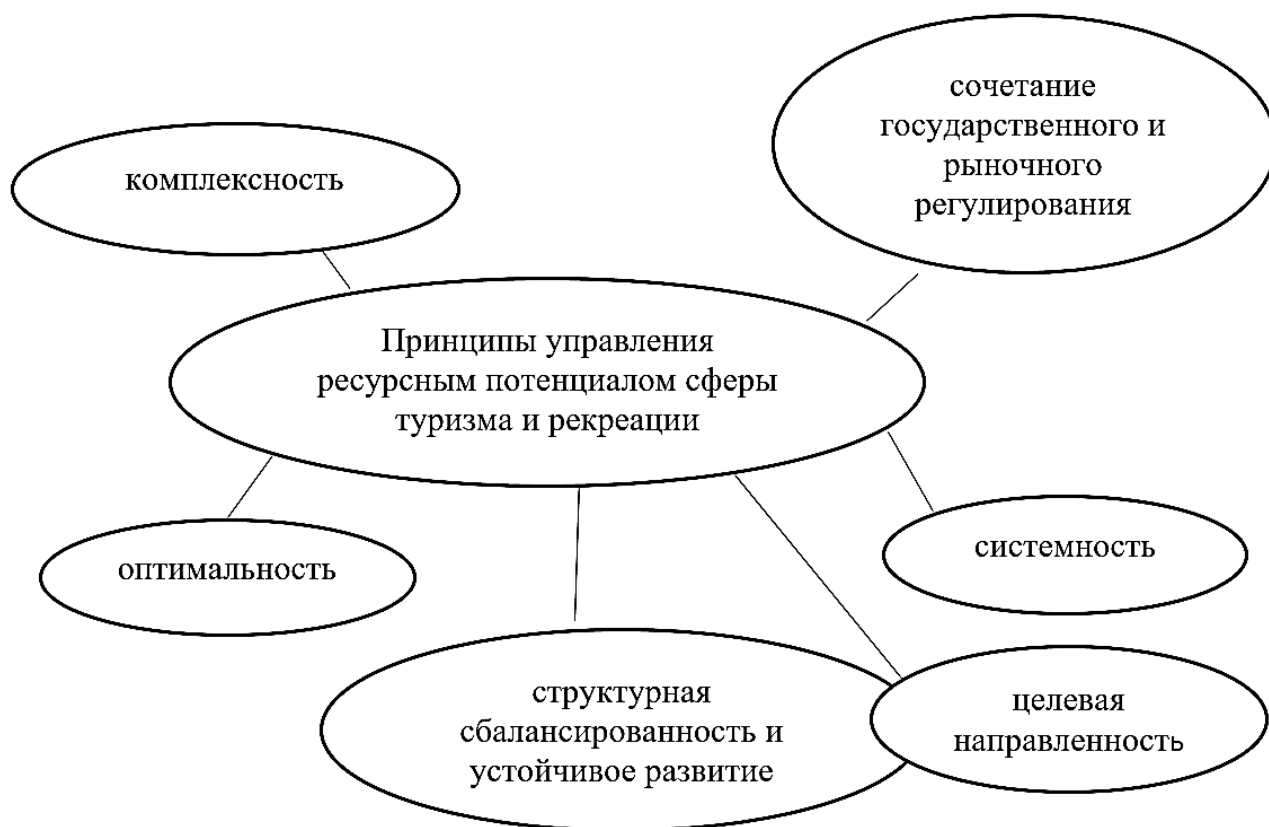 сочетание
государственного и
рыночного
регулирования
комплексность
Принципы управления
ресурсным потенциалом сферы
туризма и рекреации
системность
оптимальность
структурная
сбалансированность и
устойчивое развитие
целевая
направленность